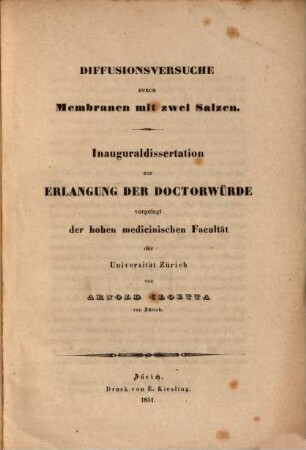 DIFFUSIONSVERSUCHE
DURCH
Membranen mit zwei Salzen.
Inauguraldissertation
zur
ERLANGUNG DER DOCTORWÜRDE
vorgelegt
der hohen medicinischen Facultät
der
Universität Zürich
von
ARNOLD CLOETTA
von Zürich.
Zürich,
Druck von E. Kiesling.
1851.